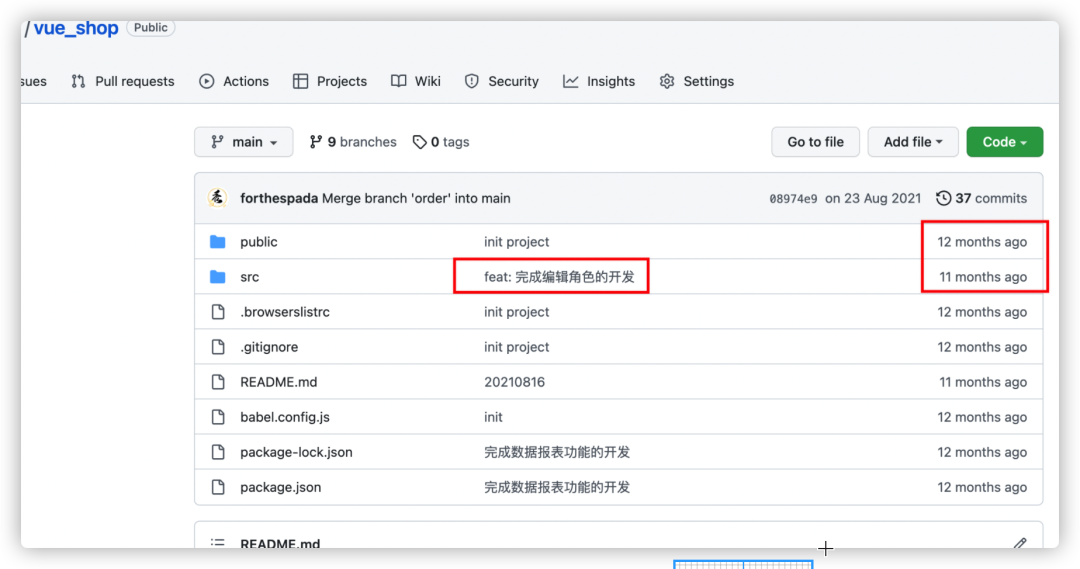 / vue_shop Public
sues Pull requests Actions Projects Wiki Security Insights Settings
main 9 branches 0 tags Go to file Add file Code
forthespada Merge branch 'order' into main 08974e9 on 23 Aug 2021 37 commits
public init project 12 months ago
src feat: 完成编辑角色的开发 11 months ago
.browserslistrc init project 12 months ago
.gitignore init project 12 months ago
README.md 20210816 11 months ago
babel.config.js init 12 months ago
package-lock.json 完成数据报表功能的开发 12 months ago
package.json 完成数据报表功能的开发 12 months ago
README.md